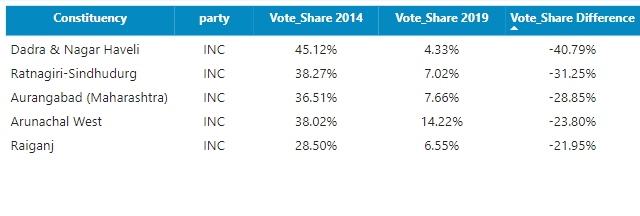 Constituency party Vote_Share 2014 Vote_Share 2019 Vote_Share Difference
Dadra & Nagar Haveli INC 45.12% 4.33% -40.79%
Ratnagiri-Sindhudurg INC 38.27% 7.02% -31.25%
Aurangabad (Maharashtra) INC 36.51% 7.66% -28.85%
Arunachal West INC 38.02% 14.22% -23.80%
Raiganj INC 28.50% 6.55% -21.95%